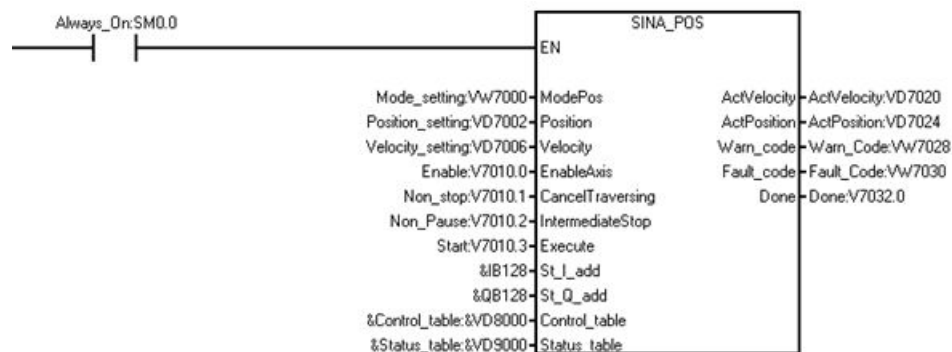 Always_On:SM0.0
SINA_POS
EN
Mode_setting:VW7000 ModePos ActVelocity ActVelocity:VD7020
Position_setting:VD7002 Position ActPosition ActPosition:VD7024
Velocity_setting:VD7006 Velocity Warn_code Warn_Code:VW7028
Enable:V7010.0 EnableAxis Fault_code Fault_Code:VW7030
Non_stop:V7010.1 CancelTraversing Done Done:V7032.0
Non_Pause:V7010.2 IntermediateStop
Start:V7010.3 Execute
&IB128 St_I_add
&QB128 St_Q_add
&Control_table:&VD8000 Control_table
&Status_table:&VD9000 Status_table